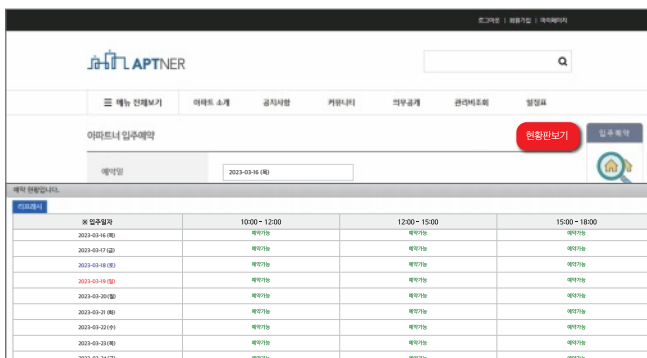 로그아웃 | 회원가입 | 마이페이지
APTNER
☰ 메뉴 전체보기 아파트 소개 공지사항 커뮤니티 의무공개 관리비조회 일정표
아파트너 입주예약 현황판보기 입주예약
예약일 2023-03-16 (목)
예약 현황입니다.
리프레시
※ 입주일자 10:00 ~ 12:00 12:00 ~ 15:00 15:00 ~ 18:00
2023-03-16 (목) 예약가능 예약가능 예약가능
2023-03-17 (금) 예약가능 예약가능 예약가능
2023-03-18 (토) 예약가능 예약가능 예약가능
2023-03-19 (일) 예약가능 예약가능 예약가능
2023-03-20 (월) 예약가능 예약가능 예약가능
2023-03-21 (화) 예약가능 예약가능 예약가능
2023-03-22 (수) 예약가능 예약가능 예약가능
2023-03-23 (목) 예약가능 예약가능 예약가능